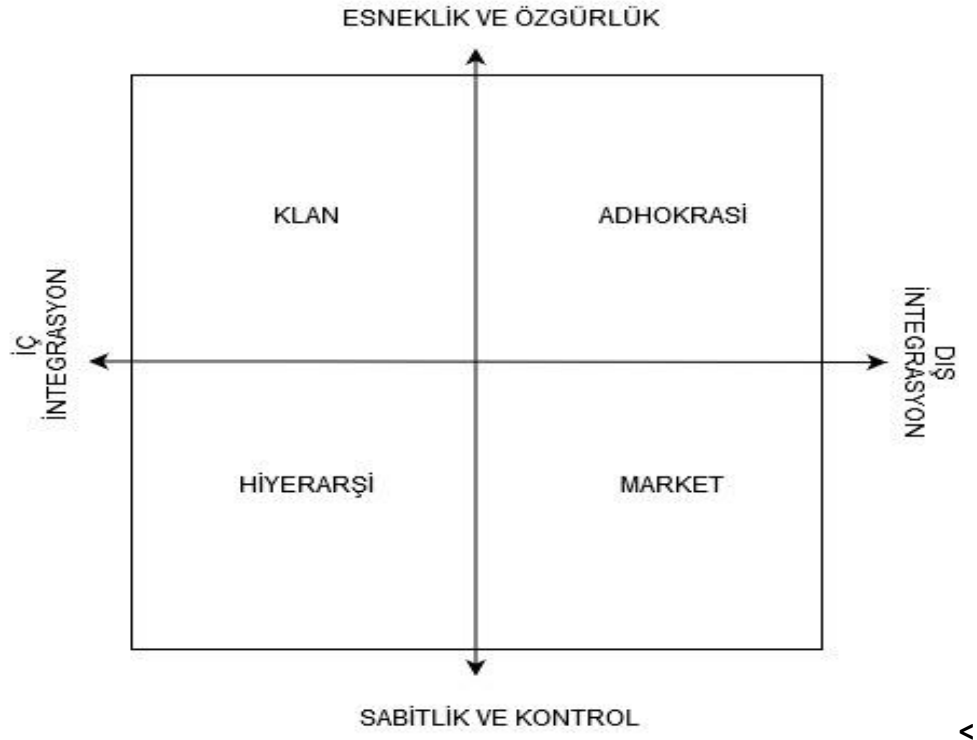 ESNEKLİK VE ÖZGÜRLÜK
KLAN
ADHOKRASİ
İÇ
İNTEGRASYON
DIŞ
İNTEGRASYON
HİYERARŞİ
MARKET
SABİTLİK VE KONTROL
<